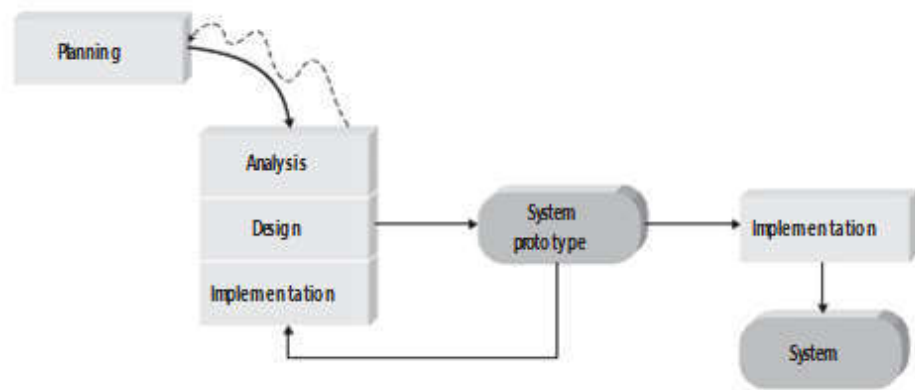 Planning
Analysis
Design
Implementation
System
prototype
Implementation
System